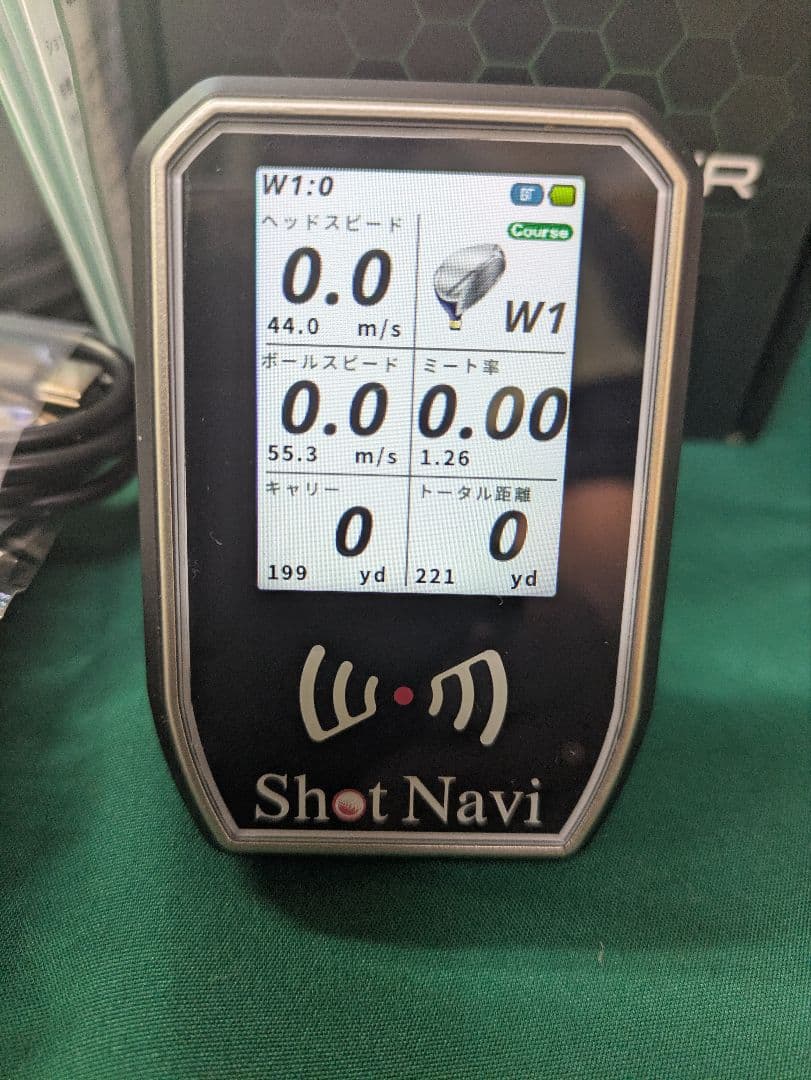 W1:0
BT
Course
ヘッドスピード
0.0
44.0 m/s
W1
ボールスピード
0.0
55.3 m/s
ミート率
0.00
1.26
キャリー
0
199 yd
トータル距離
0
221 yd
Shot Navi
ER